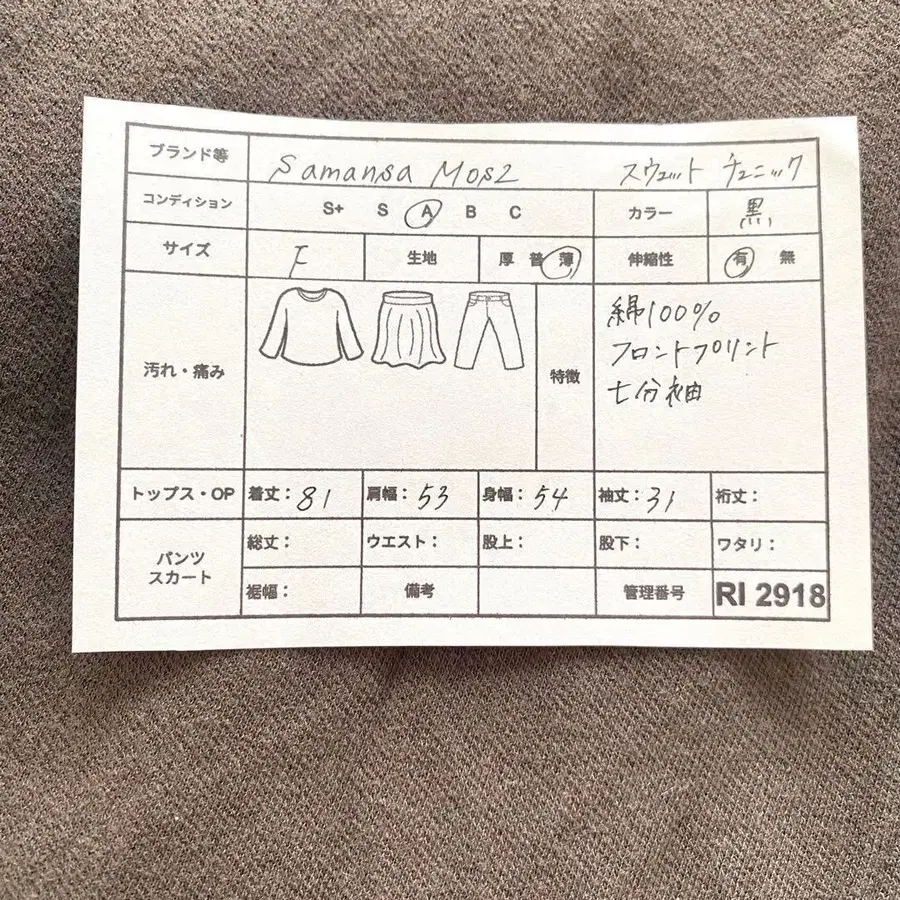 ブランド等 Samansa Mos2 スウェット チュニック
コンディション S+ S A B C カラー 黒
サイズ F 生地 厚 普 薄 伸縮性 有 無
汚れ・痛み 特徴
綿100%
フロントプリント
七分袖
トップス・OP 着丈：81 肩幅：53 身幅：54 袖丈：31 裄丈：
パンツ
スカート
総丈： ウエスト： 股上： 股下： ワタリ：
裾幅： 備考 管理番号 RI 2918